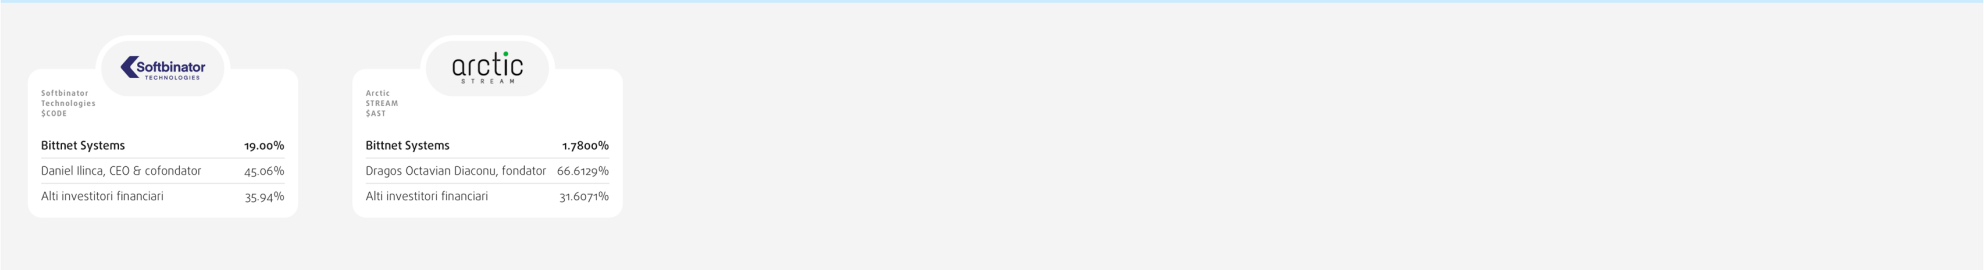 Softbinator
TECHNOLOGIES
Softbinator
Technologies
$CODE
Bittnet Systems 19.00%
Daniel Ilinca, CEO & cofondator 45.06%
Alti investitori financiari 35.94%
arctic
STREAM
Arctic
STREAM
$AST
Bittnet Systems 1.7800%
Dragos Octavian Diaconu, fondator 66.6129%
Alti investitori financiari 31.6071%